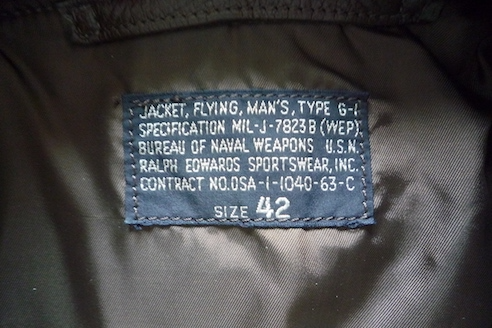 JACKET, FLYING, MAN'S, TYPE G-1
SPECIFICATION MIL-J-7823B (WEP)
BUREAU OF NAVAL WEAPONS U.S.N.
RALPH EDWARDS SPORTSWEAR, INC.
CONTRACT NO. DSA-1-1040-63-C
SIZE 42